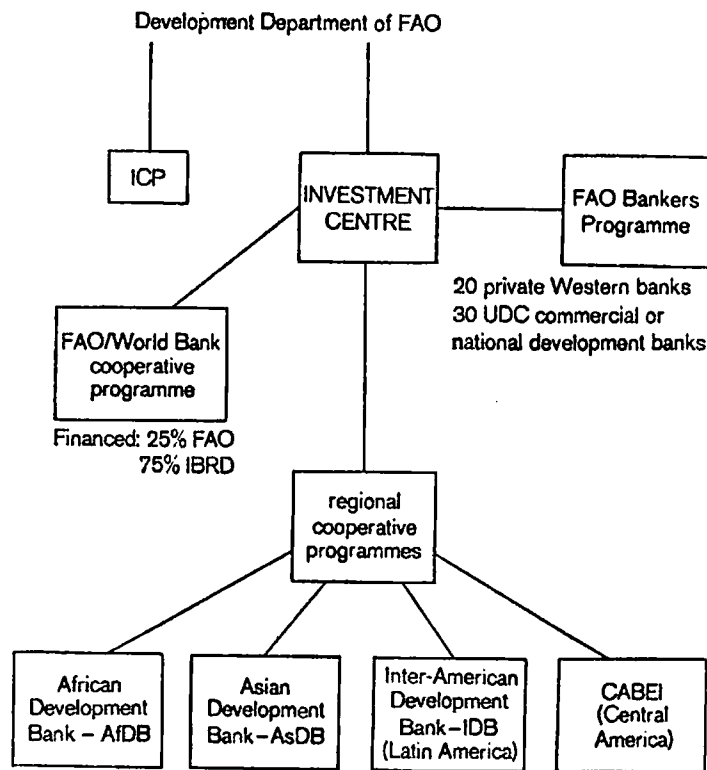 Development Department of FAO
ICP
INVESTMENT
CENTRE
FAO Bankers
Programme
20 private Western banks
30 UDC commercial or
national development banks
FAO/World Bank
cooperative
programme
Financed: 25% FAO
75% IBRD
regional
cooperative
programmes
African
Development
Bank – AfDB
Asian
Development
Bank–AsDB
Inter-American
Development
Bank–IDB
(Latin America)
CABEI
(Central
America)